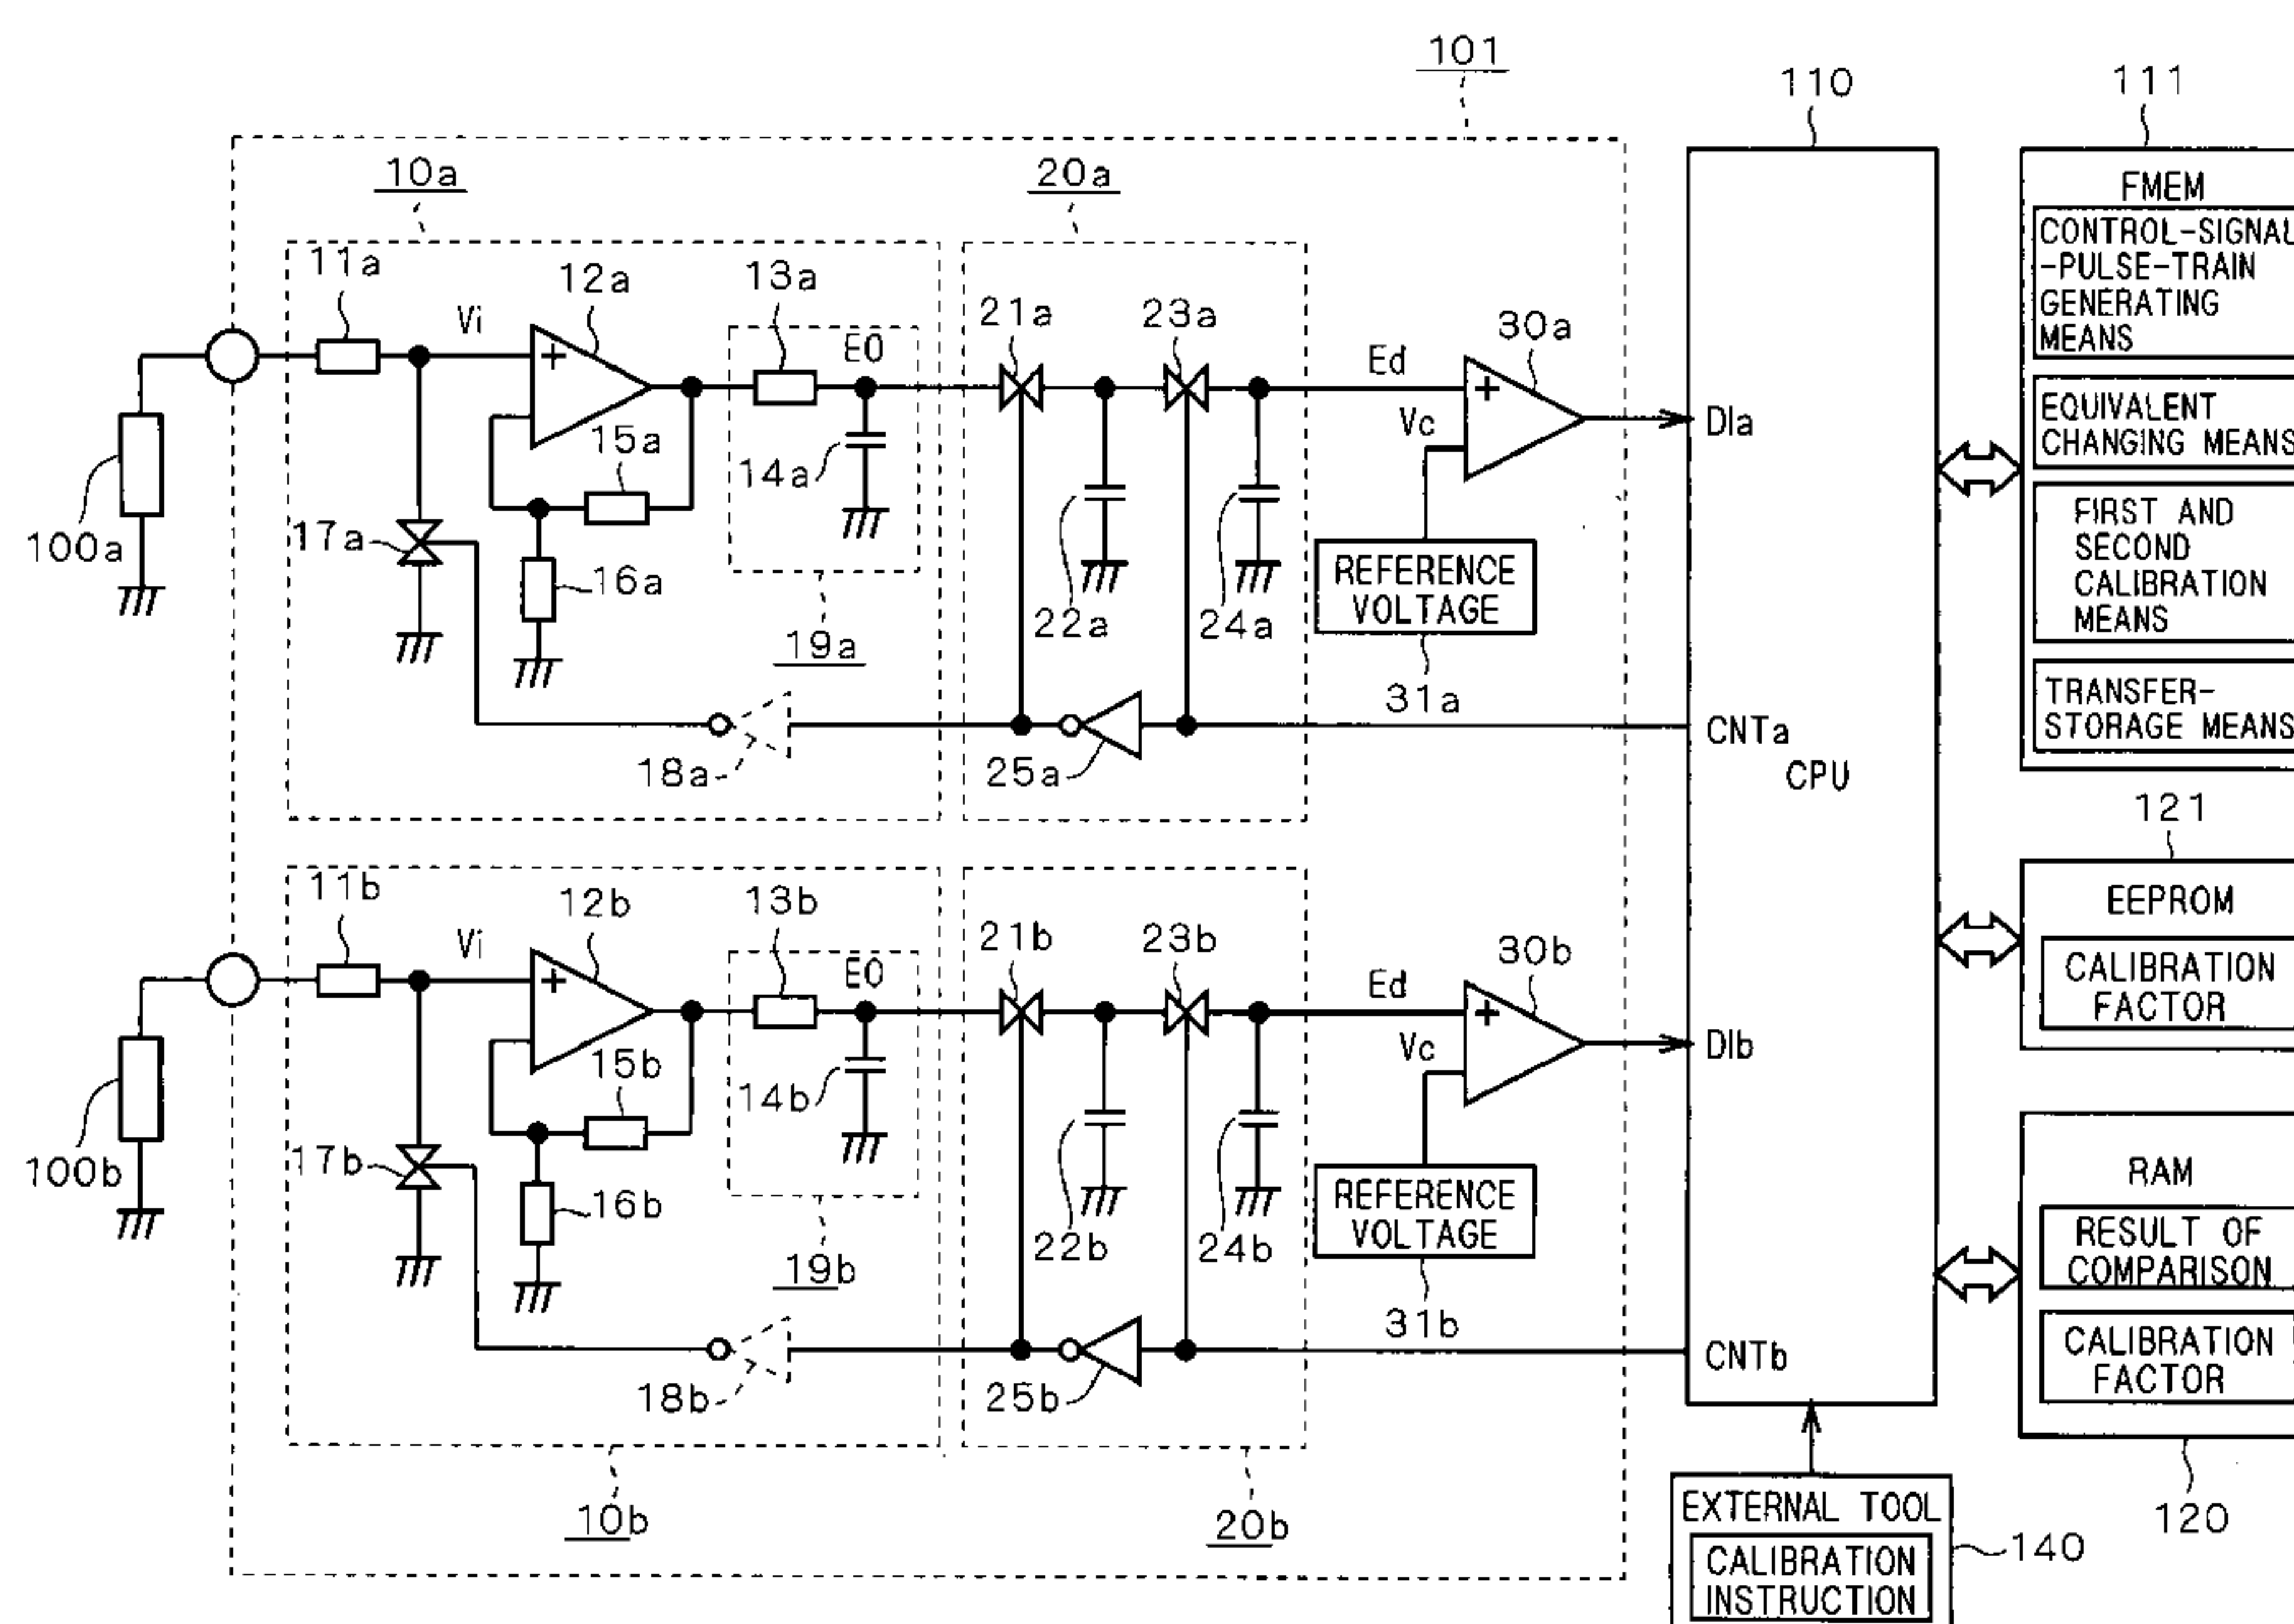 101
110
111
10a
20a
FMEM
CONTROL-SIGNAL
-PULSE-TRAIN
GENERATING
MEANS
11a
12a
13a
Vi
E0
21a
23a
30a
Ed
Vc
+
+
DIa
EQUIVALENT
CHANGING MEANS
15a
14a
100a
17a
16a
19a
22a
24a
REFERENCE
VOLTAGE
31a
FIRST AND
SECOND
CALIBRATION
MEANS
TRANSFER-
STORAGE MEANS
18a
25a
CNTa
CPU
121
EEPROM
CALIBRATION
FACTOR
11b
12b
13b
Vi
E0
21b
23b
30b
Ed
Vc
+
+
DIb
15b
14b
100b
17b
16b
19b
22b
24b
REFERENCE
VOLTAGE
31b
RAM
RESULT OF
COMPARISON
CALIBRATION
FACTOR
18b
25b
CNTb
10b
20b
120
EXTERNAL TOOL
CALIBRATION
INSTRUCTION
140